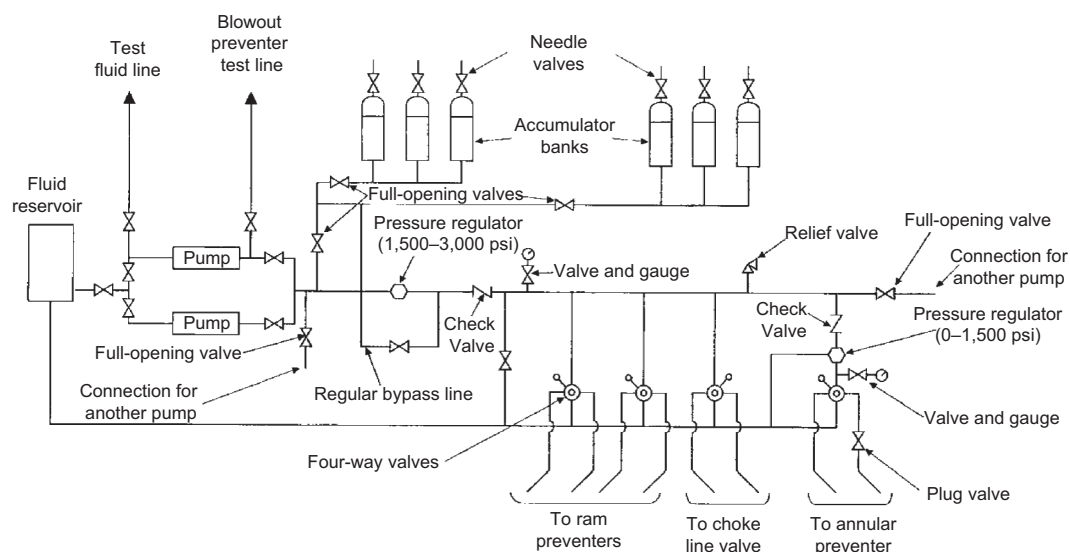 Blowout
preventer
test line
Test
fluid line
Needle
valves
Accumulator
banks
Fluid
reservoir
Full-opening valves
Pressure regulator
(1,500–3,000 psi)
Relief valve
Full-opening valve
Pump
Valve and gauge
Connection for
another pump
Pump
Check
Valve
Check
Valve
Pressure regulator
(0–1,500 psi)
Full-opening valve
Connection for
another pump
Regular bypass line
Valve and gauge
Four-way valves
Plug valve
To ram
preventers
To choke
line valve
To annular
preventer